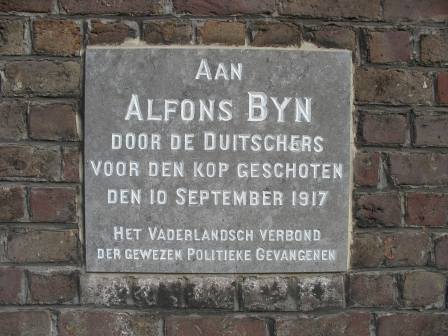 Aan
Alfons Byn
door de Duitschers
voor den kop geschoten
den 10 September 1917
Het Vaderlandsch verbond
der gewezen Politieke Gevangenen